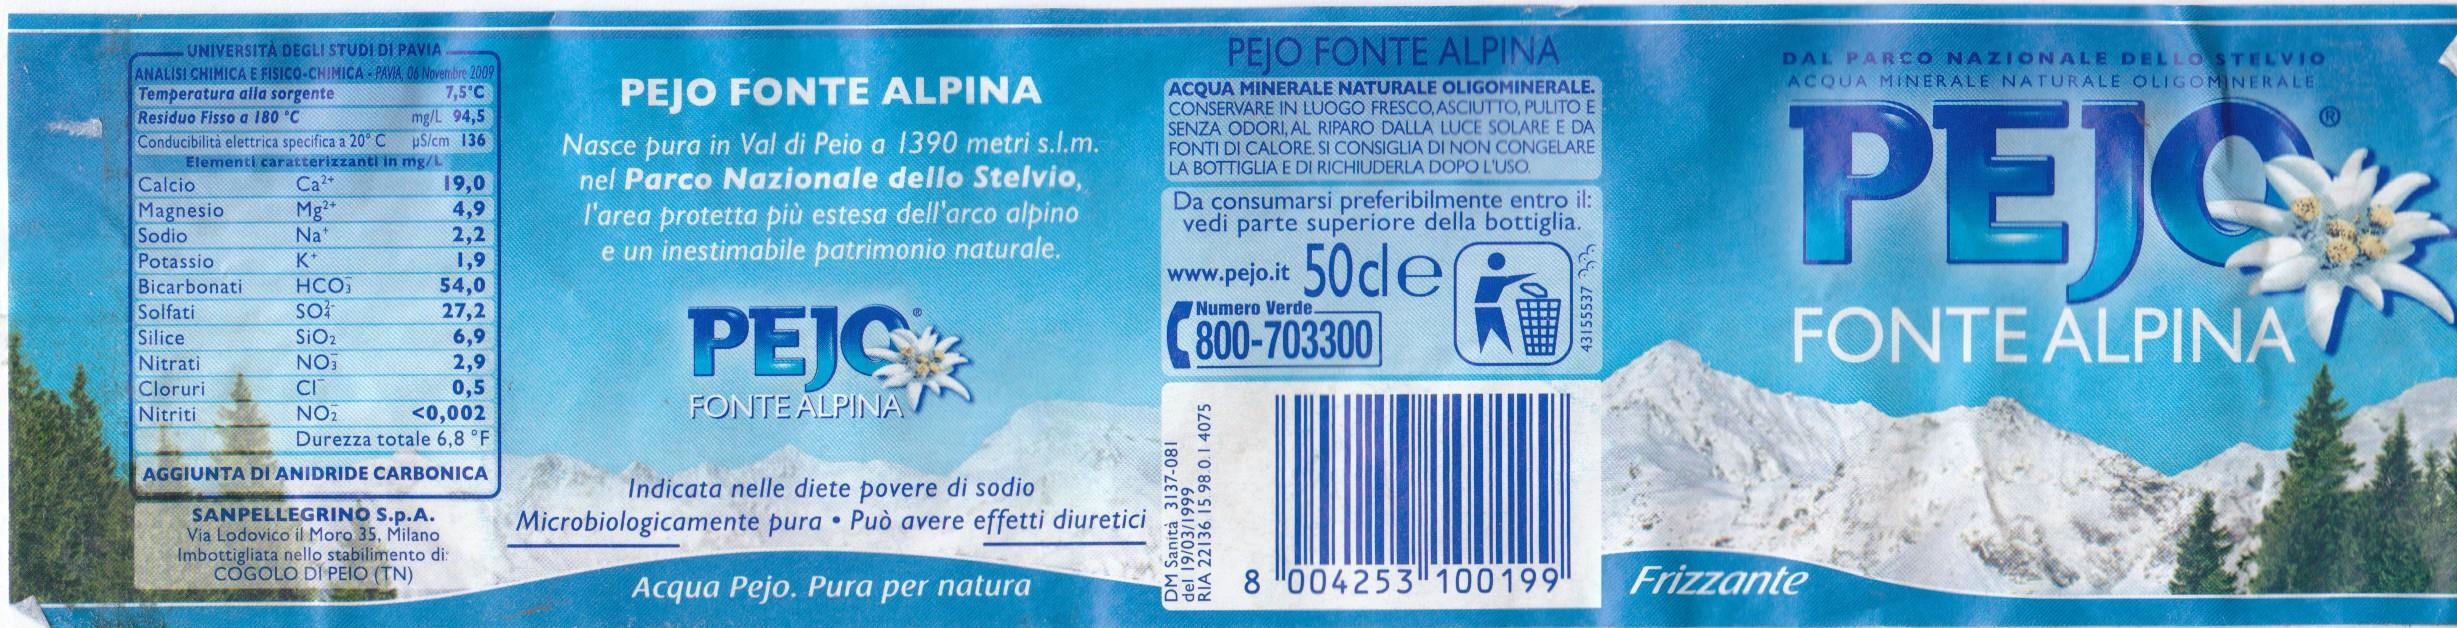 UNIVERSITÀ DEGLI STUDI DI PAVIA
ANALISI CHIMICA E FISICO-CHIMICA - PAVIA, 06 Novembre 2009
Temperatura alla sorgente 7,5°C
Residuo Fisso a 180 °C mg/L 94,5
Conducibilità elettrica specifica a 20° C µS/cm 136
Elementi caratterizzanti in mg/L
Calcio Ca²⁺ 19,0
Magnesio Mg²⁺ 4,9
Sodio Na⁺ 2,2
Potassio K⁺ 1,9
Bicarbonati HCO₃⁻ 54,0
Solfati SO₄²⁻ 27,2
Silice SiO₂ 6,9
Nitrati NO₃⁻ 2,9
Cloruri Cl⁻ 0,5
Nitriti NO₂⁻ <0,002
Durezza totale 6,8 °F
AGGIUNTA DI ANIDRIDE CARBONICA
SANPELLEGRINO S.p.A.
Via Lodovico il Moro 35, Milano
Imbottigliata nello stabilimento di:
COGOLO DI PEIO (TN)
PEJO FONTE ALPINA
Nasce pura in Val di Peio a 1390 metri s.l.m.
nel Parco Nazionale dello Stelvio,
l'area protetta più estesa dell'arco alpino
e un inestimabile patrimonio naturale.
PEJO®
FONTE ALPINA
Indicata nelle diete povere di sodio
Microbiologicamente pura • Può avere effetti diuretici
Acqua Pejo. Pura per natura
PEJO FONTE ALPINA
ACQUA MINERALE NATURALE OLIGOMINERALE.
CONSERVARE IN LUOGO FRESCO, ASCIUTTO, PULITO E
SENZA ODORI, AL RIPARO DALLA LUCE SOLARE E DA
FONTI DI CALORE. SI CONSIGLIA DI NON CONGELARE
LA BOTTIGLIA E DI RICHIUDERLA DOPO L'USO.
Da consumarsi preferibilmente entro il:
vedi parte superiore della bottiglia.
www.pejo.it 50 cl e
Numero Verde
800-703300
43155537
DM Sanità 3137-081
del 19/03/1999
RIA 22136 15 98 0.1 4075
8 004253 100199
DAL PARCO NAZIONALE DELLO STELVIO
ACQUA MINERALE NATURALE OLIGOMINERALE
PEJO®
FONTE ALPINA
Frizzante